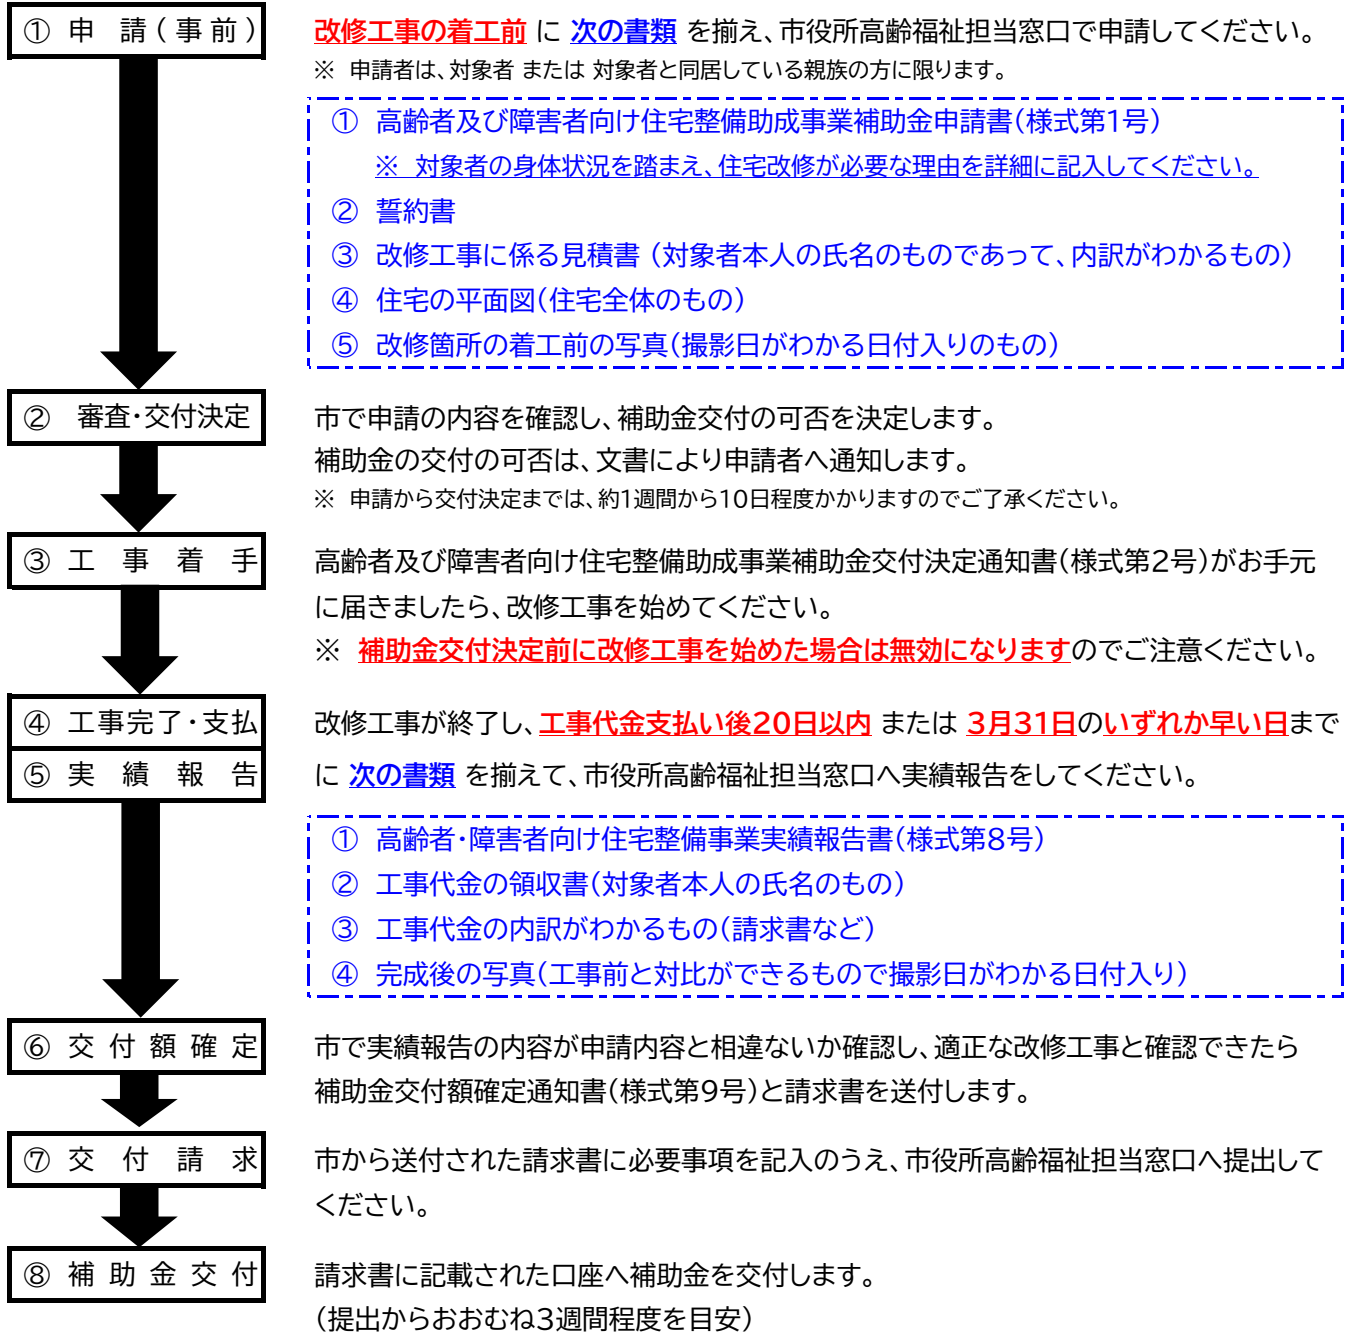 ① 申　請（事前）
改修工事の着工前 に 次の書類 を揃え、市役所高齢福祉担当窓口で申請してください。
※ 申請者は、対象者 または 対象者と同居している親族の方に限ります。
① 高齢者及び障害者向け住宅整備助成事業補助金申請書（様式第1号）
※ 対象者の身体状況を踏まえ、住宅改修が必要な理由を詳細に記入してください。
② 誓約書
③ 改修工事に係る見積書（対象者本人の氏名のものであって、内訳がわかるもの）
④ 住宅の平面図（住宅全体のもの）
⑤ 改修箇所の着工前の写真（撮影日がわかる日付入りのもの）
② 審査・交付決定
市で申請の内容を確認し、補助金交付の可否を決定します。
補助金の交付の可否は、文書により申請者へ通知します。
※ 申請から交付決定までは、約1週間から10日程度かかりますのでご了承ください。
③ 工 事 着 手
高齢者及び障害者向け住宅整備助成事業補助金交付決定通知書（様式第2号）がお手元
に届きましたら、改修工事を始めてください。
※ 補助金交付決定前に改修工事を始めた場合は無効になりますのでご注意ください。
④ 工事完了・支払
改修工事が終了し、工事代金支払い後20日以内 または 3月31日のいずれか早い日まで
⑤ 実 績 報 告
に 次の書類 を揃えて、市役所高齢福祉担当窓口へ実績報告をしてください。
① 高齢者・障害者向け住宅整備事業実績報告書（様式第8号）
② 工事代金の領収書（対象者本人の氏名のもの）
③ 工事代金の内訳がわかるもの（請求書など）
④ 完成後の写真（工事前と対比ができるもので撮影日がわかる日付入り）
⑥ 交 付 額 確 定
市で実績報告の内容が申請内容と相違ないか確認し、適正な改修工事と確認できたら
補助金交付額確定通知書（様式第9号）と請求書を送付します。
⑦ 交 付 請 求
市から送付された請求書に必要事項を記入のうえ、市役所高齢福祉担当窓口へ提出して
ください。
⑧ 補 助 金 交 付
請求書に記載された口座へ補助金を交付します。
（提出からおおむね3週間程度を目安）